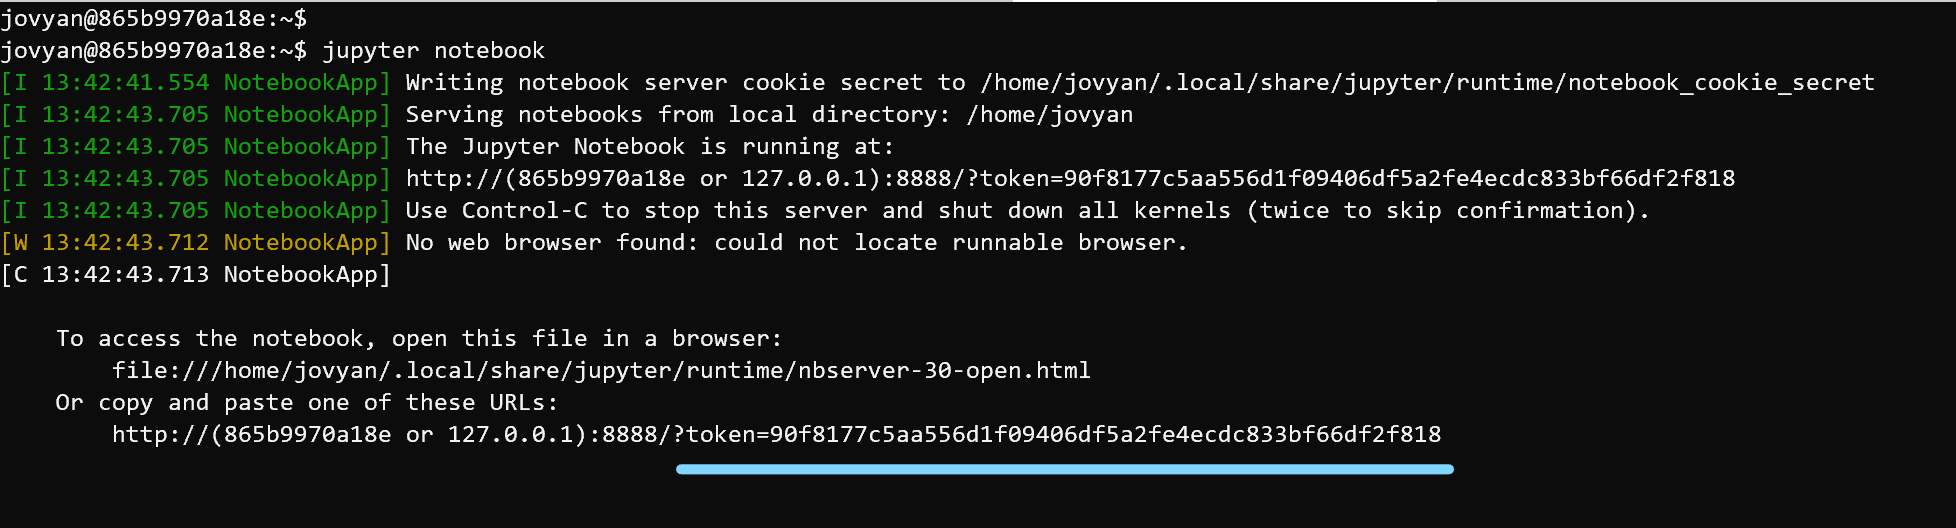 jovyan@865b9970a18e:~$
jovyan@865b9970a18e:~$ jupyter notebook
[I 13:42:41.554 NotebookApp] Writing notebook server cookie secret to /home/jovyan/.local/share/jupyter/runtime/notebook_cookie_secret
[I 13:42:43.705 NotebookApp] Serving notebooks from local directory: /home/jovyan
[I 13:42:43.705 NotebookApp] The Jupyter Notebook is running at:
[I 13:42:43.705 NotebookApp] http://(865b9970a18e or 127.0.0.1):8888/?token=90f8177c5aa556d1f09406df5a2fe4ecdc833bf66df2f818
[I 13:42:43.705 NotebookApp] Use Control-C to stop this server and shut down all kernels (twice to skip confirmation).
[W 13:42:43.712 NotebookApp] No web browser found: could not locate runnable browser.
[C 13:42:43.713 NotebookApp]
To access the notebook, open this file in a browser:
file:///home/jovyan/.local/share/jupyter/runtime/nbserver-30-open.html
Or copy and paste one of these URLs:
http://(865b9970a18e or 127.0.0.1):8888/?token=90f8177c5aa556d1f09406df5a2fe4ecdc833bf66df2f818